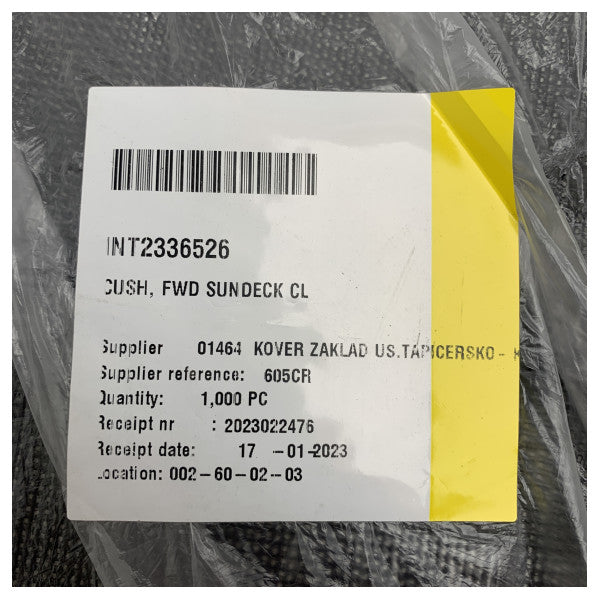 INT2336526
CUSH, FWD SUNDECK CL
Supplier 01464 KOVER ZAKLAD US.TAPICERSKO - K
Supplier reference: 605CR
Quantity: 1,000 PC
Receipt nr : 2023022476
Receipt date: 17 -01-2023
Location: 002-60-02-03